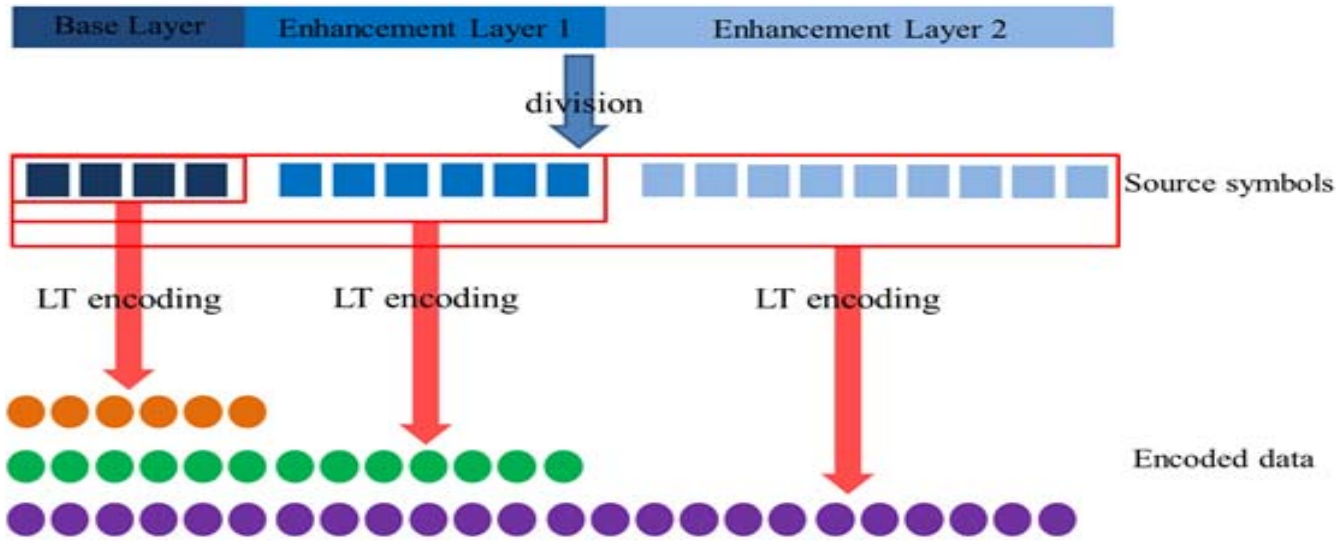 Base Layer
Enhancement Layer 1
Enhancement Layer 2
division
Source symbols
LT encoding
LT encoding
LT encoding
Encoded data